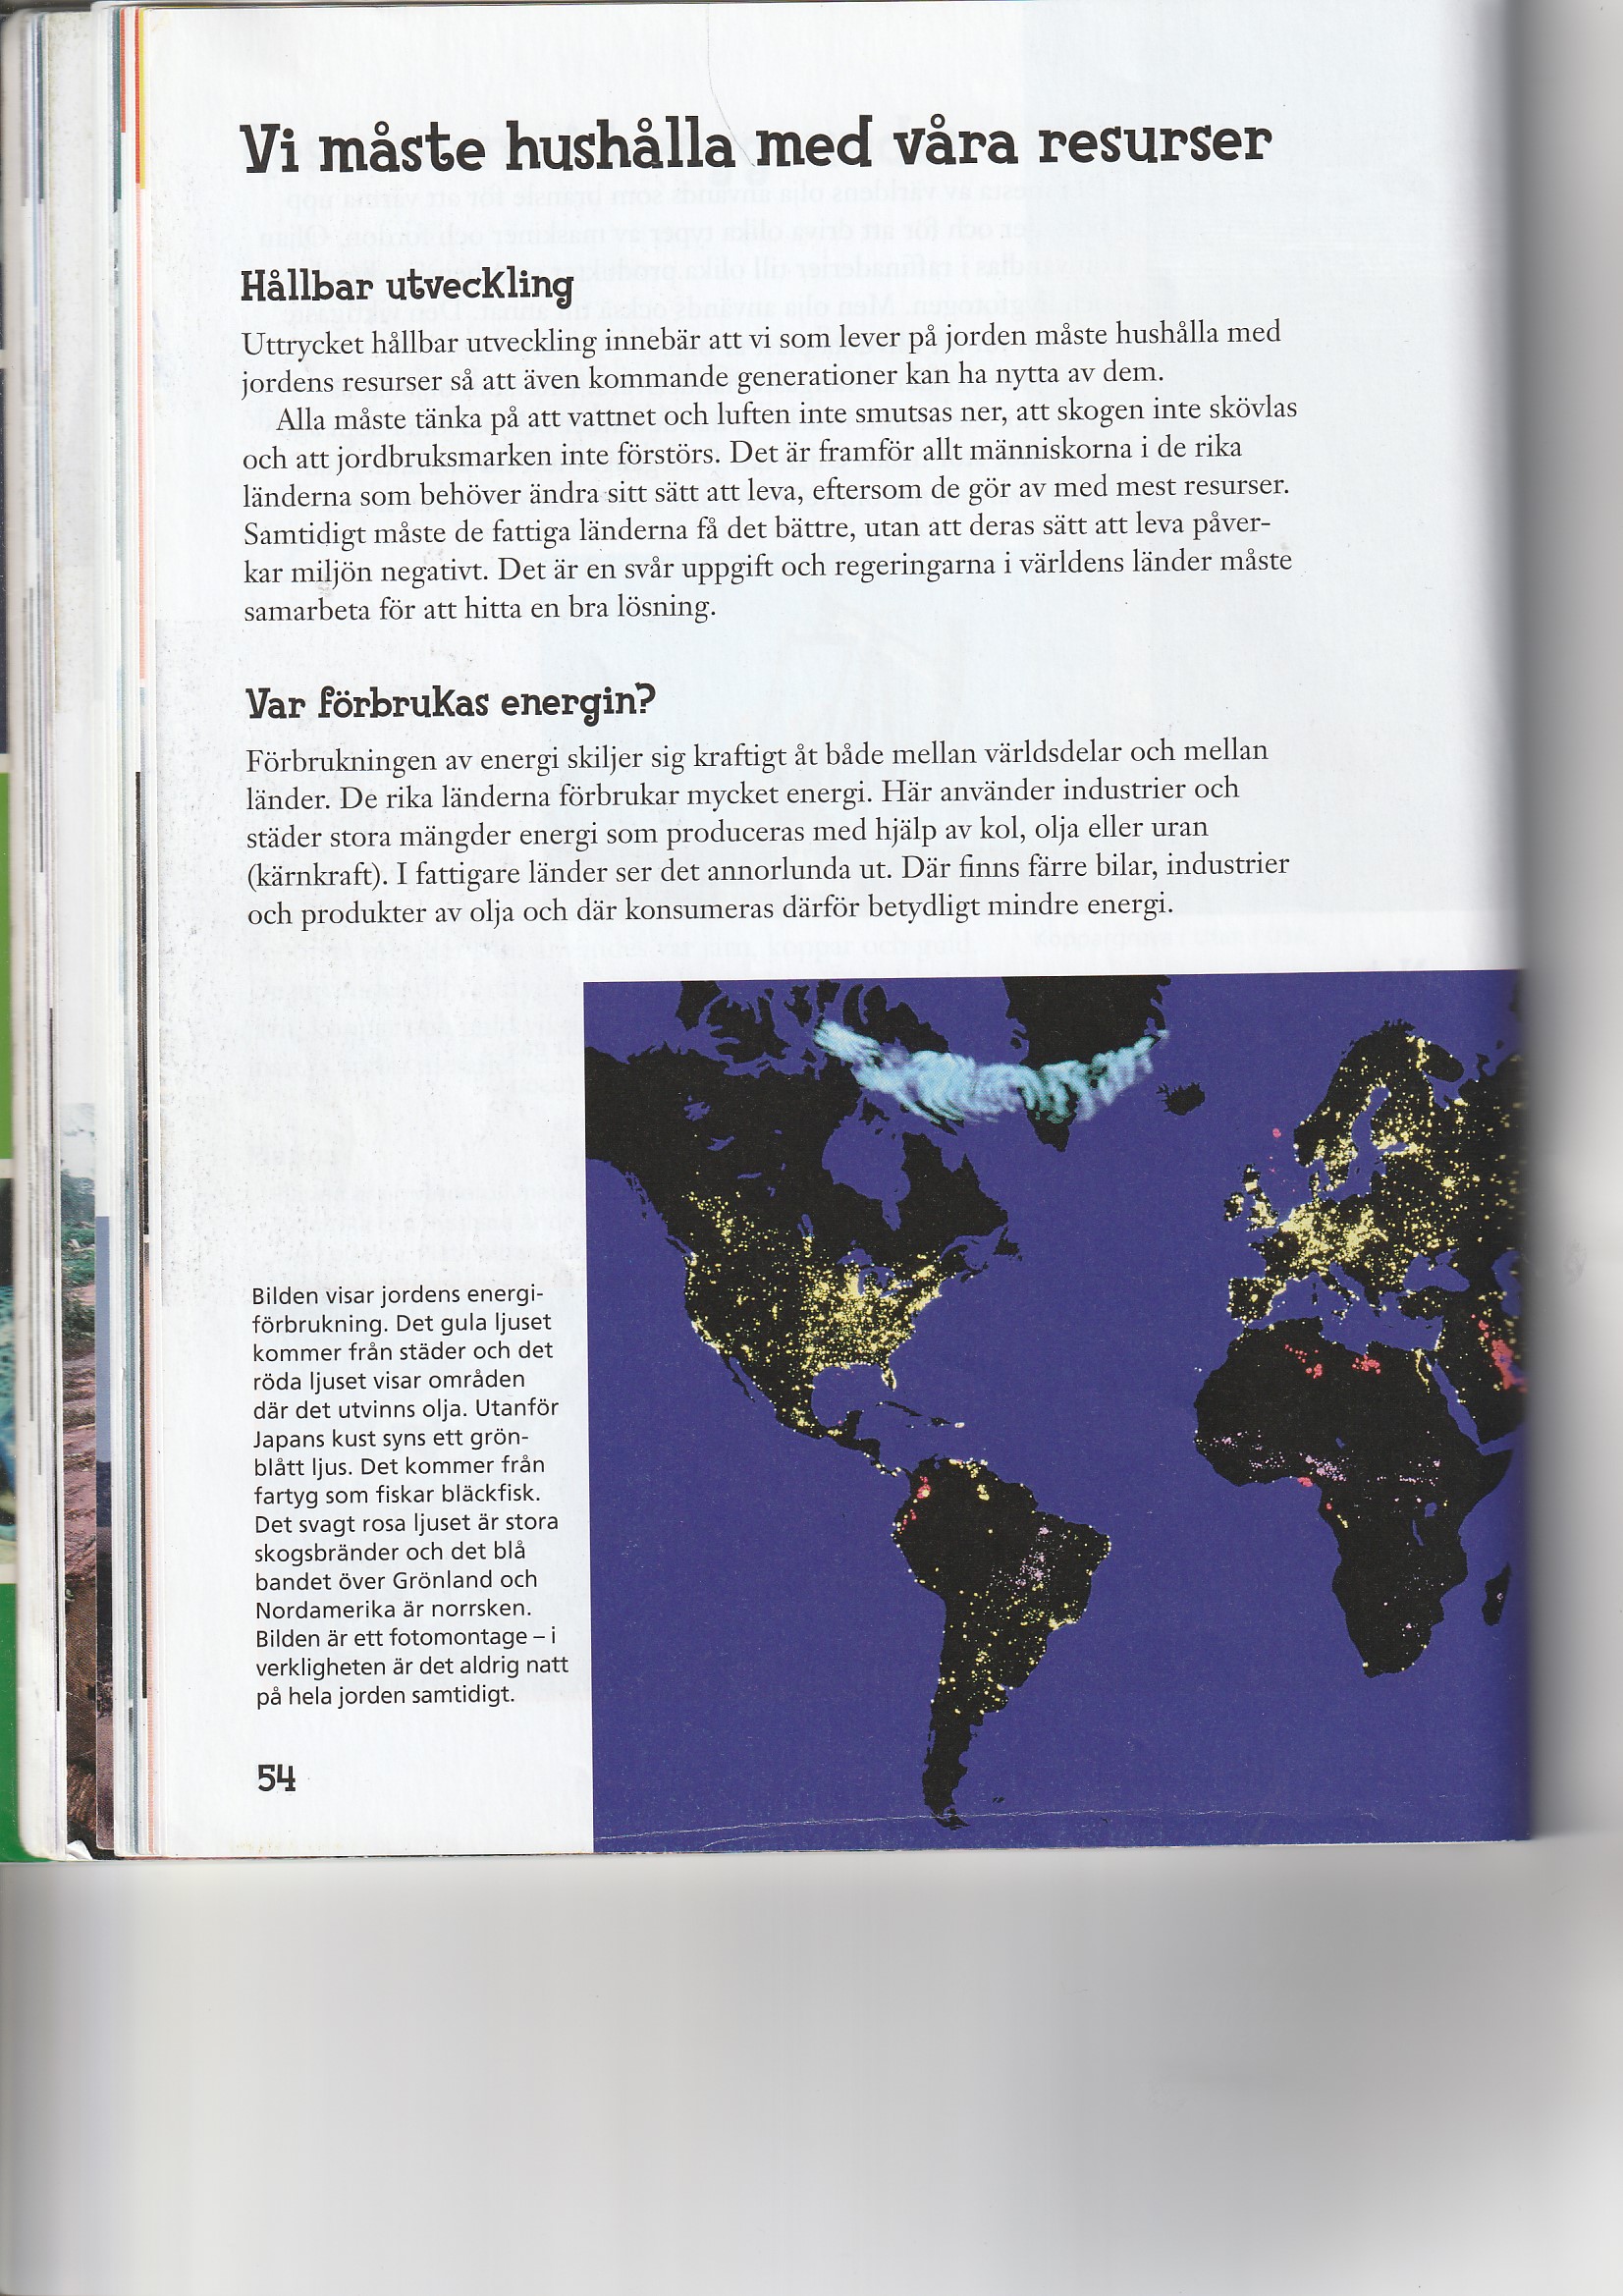 Vi måste hushålla med våra resurser
Hållbar utveckling
Uttrycket hållbar utveckling innebär att vi som lever på jorden måste hushålla med
jordens resurser så att även kommande generationer kan ha nytta av dem.
Alla måste tänka på att vattnet och luften inte smutsas ner, att skogen inte skövlas
och att jordbruksmarken inte förstörs. Det är framför allt människorna i de rika
länderna som behöver ändra sitt sätt att leva, eftersom de gör av med mest resurser.
Samtidigt måste de fattiga länderna få det bättre, utan att deras sätt att leva påver-
kar miljön negativt. Det är en svår uppgift och regeringarna i världens länder måste
samarbeta för att hitta en bra lösning.
Var förbrukas energin?
Förbrukningen av energi skiljer sig kraftigt åt både mellan världsdelar och mellan
länder. De rika länderna förbrukar mycket energi. Här använder industrier och
städer stora mängder energi som produceras med hjälp av kol, olja eller uran
(kärnkraft). I fattigare länder ser det annorlunda ut. Där finns färre bilar, industrier
och produkter av olja och där konsumeras därför betydligt mindre energi.
Bilden visar jordens energi-
förbrukning. Det gula ljuset
kommer från städer och det
röda ljuset visar områden
där det utvinns olja. Utanför
Japans kust syns ett grön-
blått ljus. Det kommer från
fartyg som fiskar bläckfisk.
Det svagt rosa ljuset är stora
skogsbränder och det blå
bandet över Grönland och
Nordamerika är norrsken.
Bilden är ett fotomontage – i
verkligheten är det aldrig natt
på hela jorden samtidigt.
54